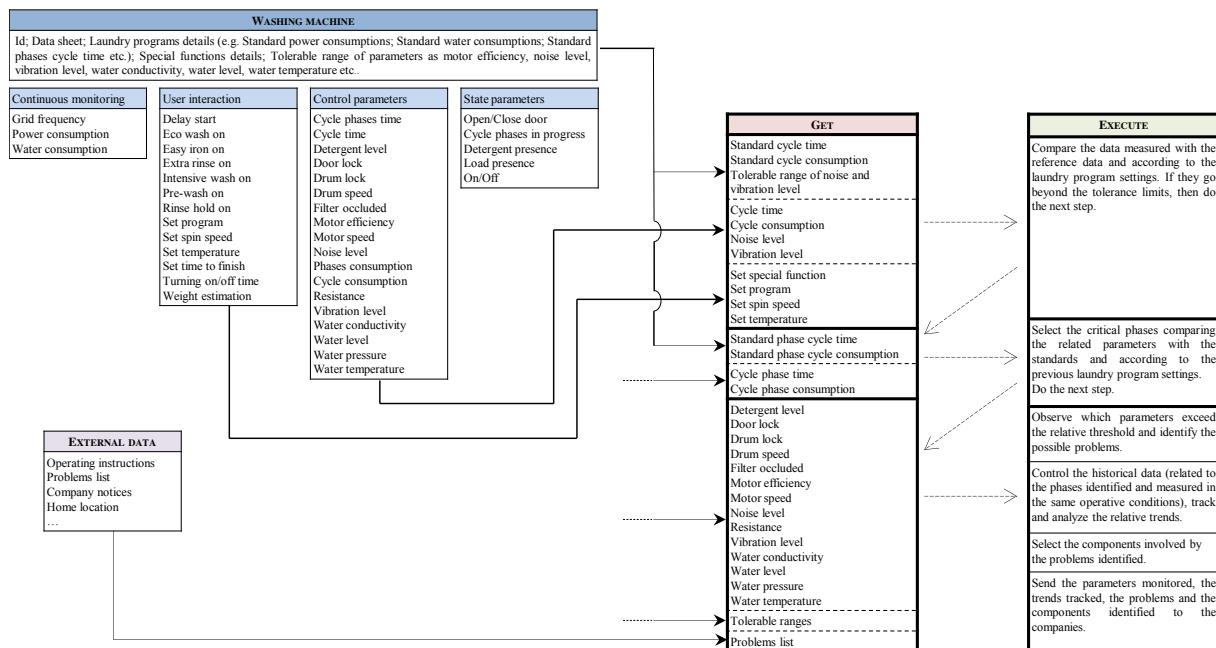 WASHING MACHINE
Id; Data sheet; Laundry programs details (e.g. Standard power consumptions; Standard water consumptions; Standard
phases cycle time etc.); Special functions details; Tolerable range of parameters as motor efficiency, noise level,
vibration level, water conductivity, water level, water temperature etc..
Continuous monitoring
Grid frequency
Power consumption
Water consumption
User interaction
Delay start
Eco wash on
Easy iron on
Extra rinse on
Intensive wash on
Pre-wash on
Rinse hold on
Set program
Set spin speed
Set temperature
Set time to finish
Turning on/off time
Weight estimation
Control parameters
Cycle phases time
Cycle time
Detergent level
Door lock
Drum lock
Drum speed
Filter occluded
Motor efficiency
Motor speed
Noise level
Phases consumption
Cycle consumption
Resistance
Vibration level
Water conductivity
Water level
Water pressure
Water temperature
State parameters
Open/Close door
Cycle phases in progress
Detergent presence
Load presence
On/Off
EXTERNAL DATA
Operating instructions
Problems list
Company notices
Home location
...
GET
Standard cycle time
Standard cycle consumption
Tolerable range of noise and
vibration level
Cycle time
Cycle consumption
Noise level
Vibration level
Set special function
Set program
Set spin speed
Set temperature
Standard phase cycle time
Standard phase cycle consumption
Cycle phase time
Cycle phase consumption
Detergent level
Door lock
Drum lock
Drum speed
Filter occluded
Motor efficiency
Motor speed
Noise level
Resistance
Vibration level
Water conductivity
Water level
Water pressure
Water temperature
Tolerable ranges
Problems list
EXECUTE
Compare the data measured with the
reference data and according to the
laundry program settings. If they go
beyond the tolerance limits, then do
the next step.
Select the critical phases comparing
the related parameters with the
standards and according to the
previous laundry program settings.
Do the next step.
Observe which parameters exceed
the relative threshold and identify the
possible problems.
Control the historical data (related to
the phases identified and measured in
the same operative conditions), track
and analyze the relative trends.
Select the components involved by
the problems identified.
Send the parameters monitored, the
trends tracked, the problems and the
components identified to the
companies.